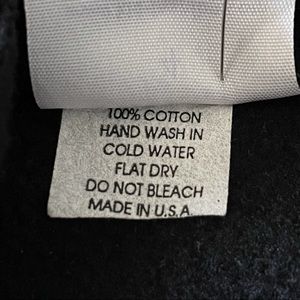 100% COTTON
HAND WASH IN
COLD WATER
FLAT DRY
DO NOT BLEACH
MADE IN U.S.A.